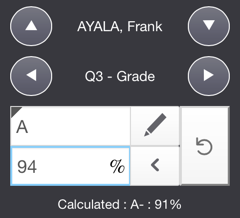 AYALA, Frank
Q3 - Grade
A
94 %
Calculated : A- : 91%